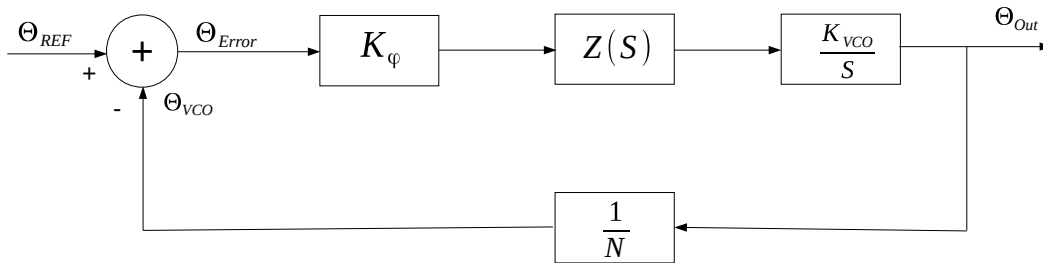 Θ_REF
+
+
-
Θ_Error
Θ_VCO
K_φ
Z(S)
K_VCO
S
Θ_Out
1
N